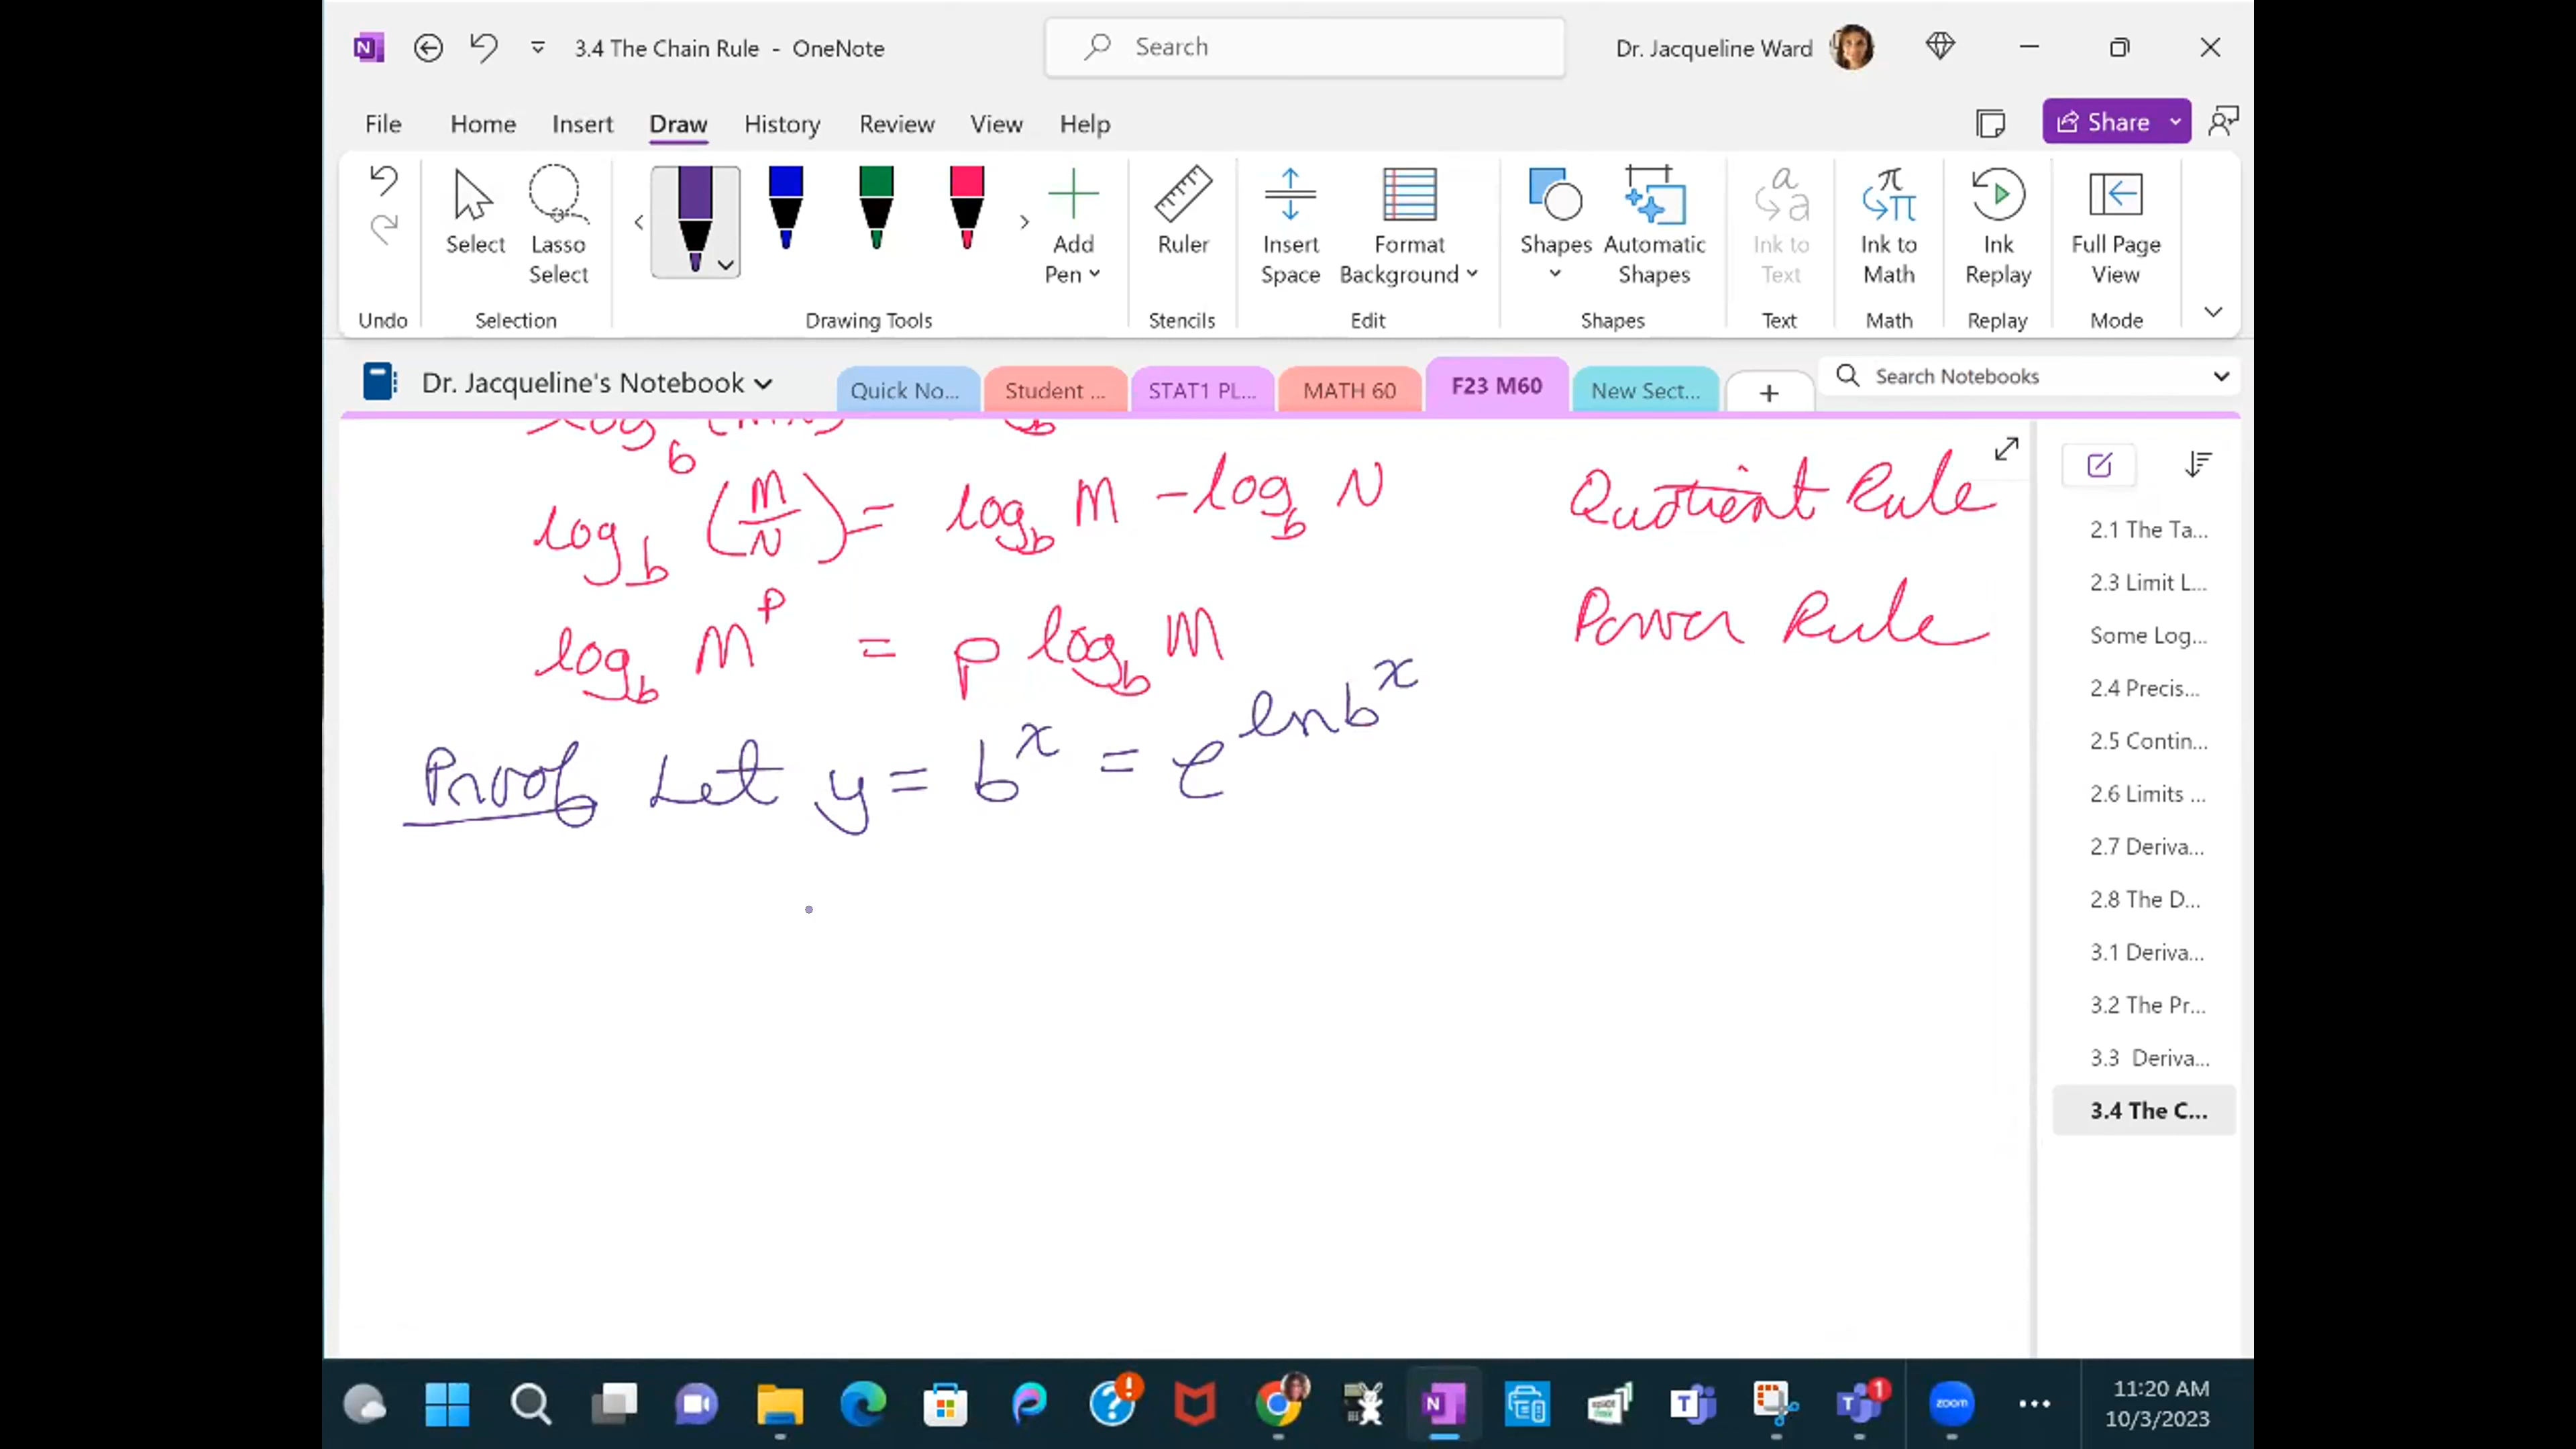 3.4 The Chain Rule - OneNote
Search
Dr. Jacqueline Ward
File Home Insert Draw History Review View Help
Share
Select
Lasso Select
Add Pen
Ruler
Insert Space
Format Background
Shapes
Automatic Shapes
Ink to Text
Ink to Math
Ink Replay
Full Page View
Undo Selection Drawing Tools Stencils Edit Shapes Text Math Replay Mode
Dr. Jacqueline's Notebook
Quick No... Student ... STAT1 PL... MATH 60 F23 M60 New Sect... +
Search Notebooks
log_b (M/N) = log_b M - log_b N Quotient Rule
log_b M^p = p log_b M Power Rule
Proof Let y = b^x = e^{ln b^x}
2.1 The Ta...
2.3 Limit L...
Some Log...
2.4 Precis...
2.5 Contin...
2.6 Limits ...
2.7 Deriva...
2.8 The D...
3.1 Deriva...
3.2 The Pr...
3.3 Deriva...
3.4 The C...
zoom
1
11:20 AM
10/3/2023